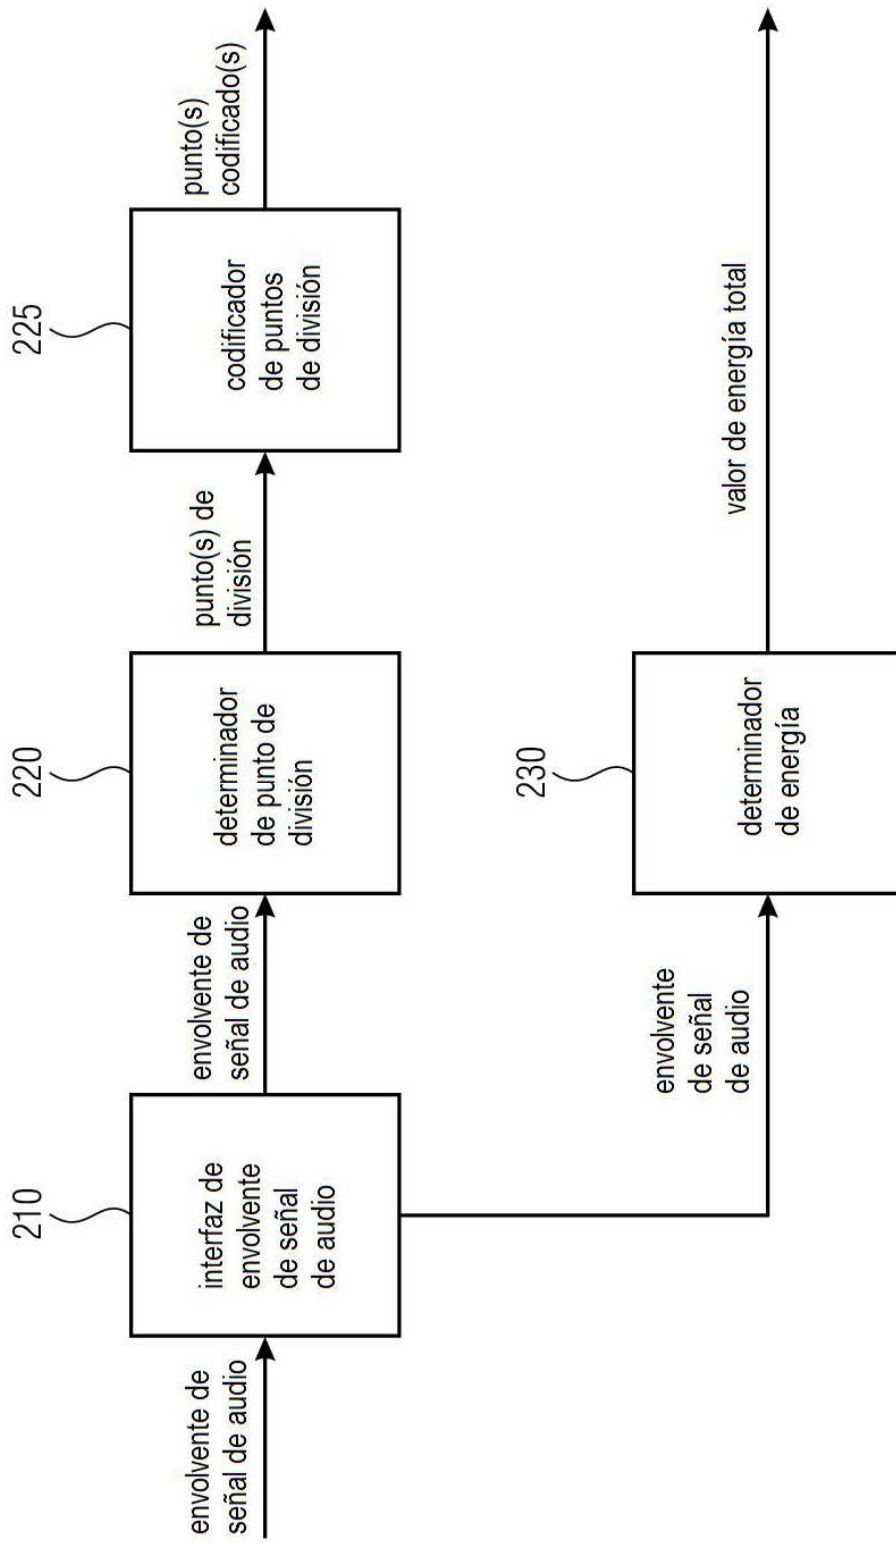 envolvente de
señal de audio
210
interfaz de
envolvente
de señal
de audio
envolvente de
señal de audio
220
determinador
de punto de
división
punto(s) de
división
225
codificador
de puntos
de división
punto(s)
codificado(s)
envolvente
de señal
de audio
230
determinador
de energía
valor de energía total